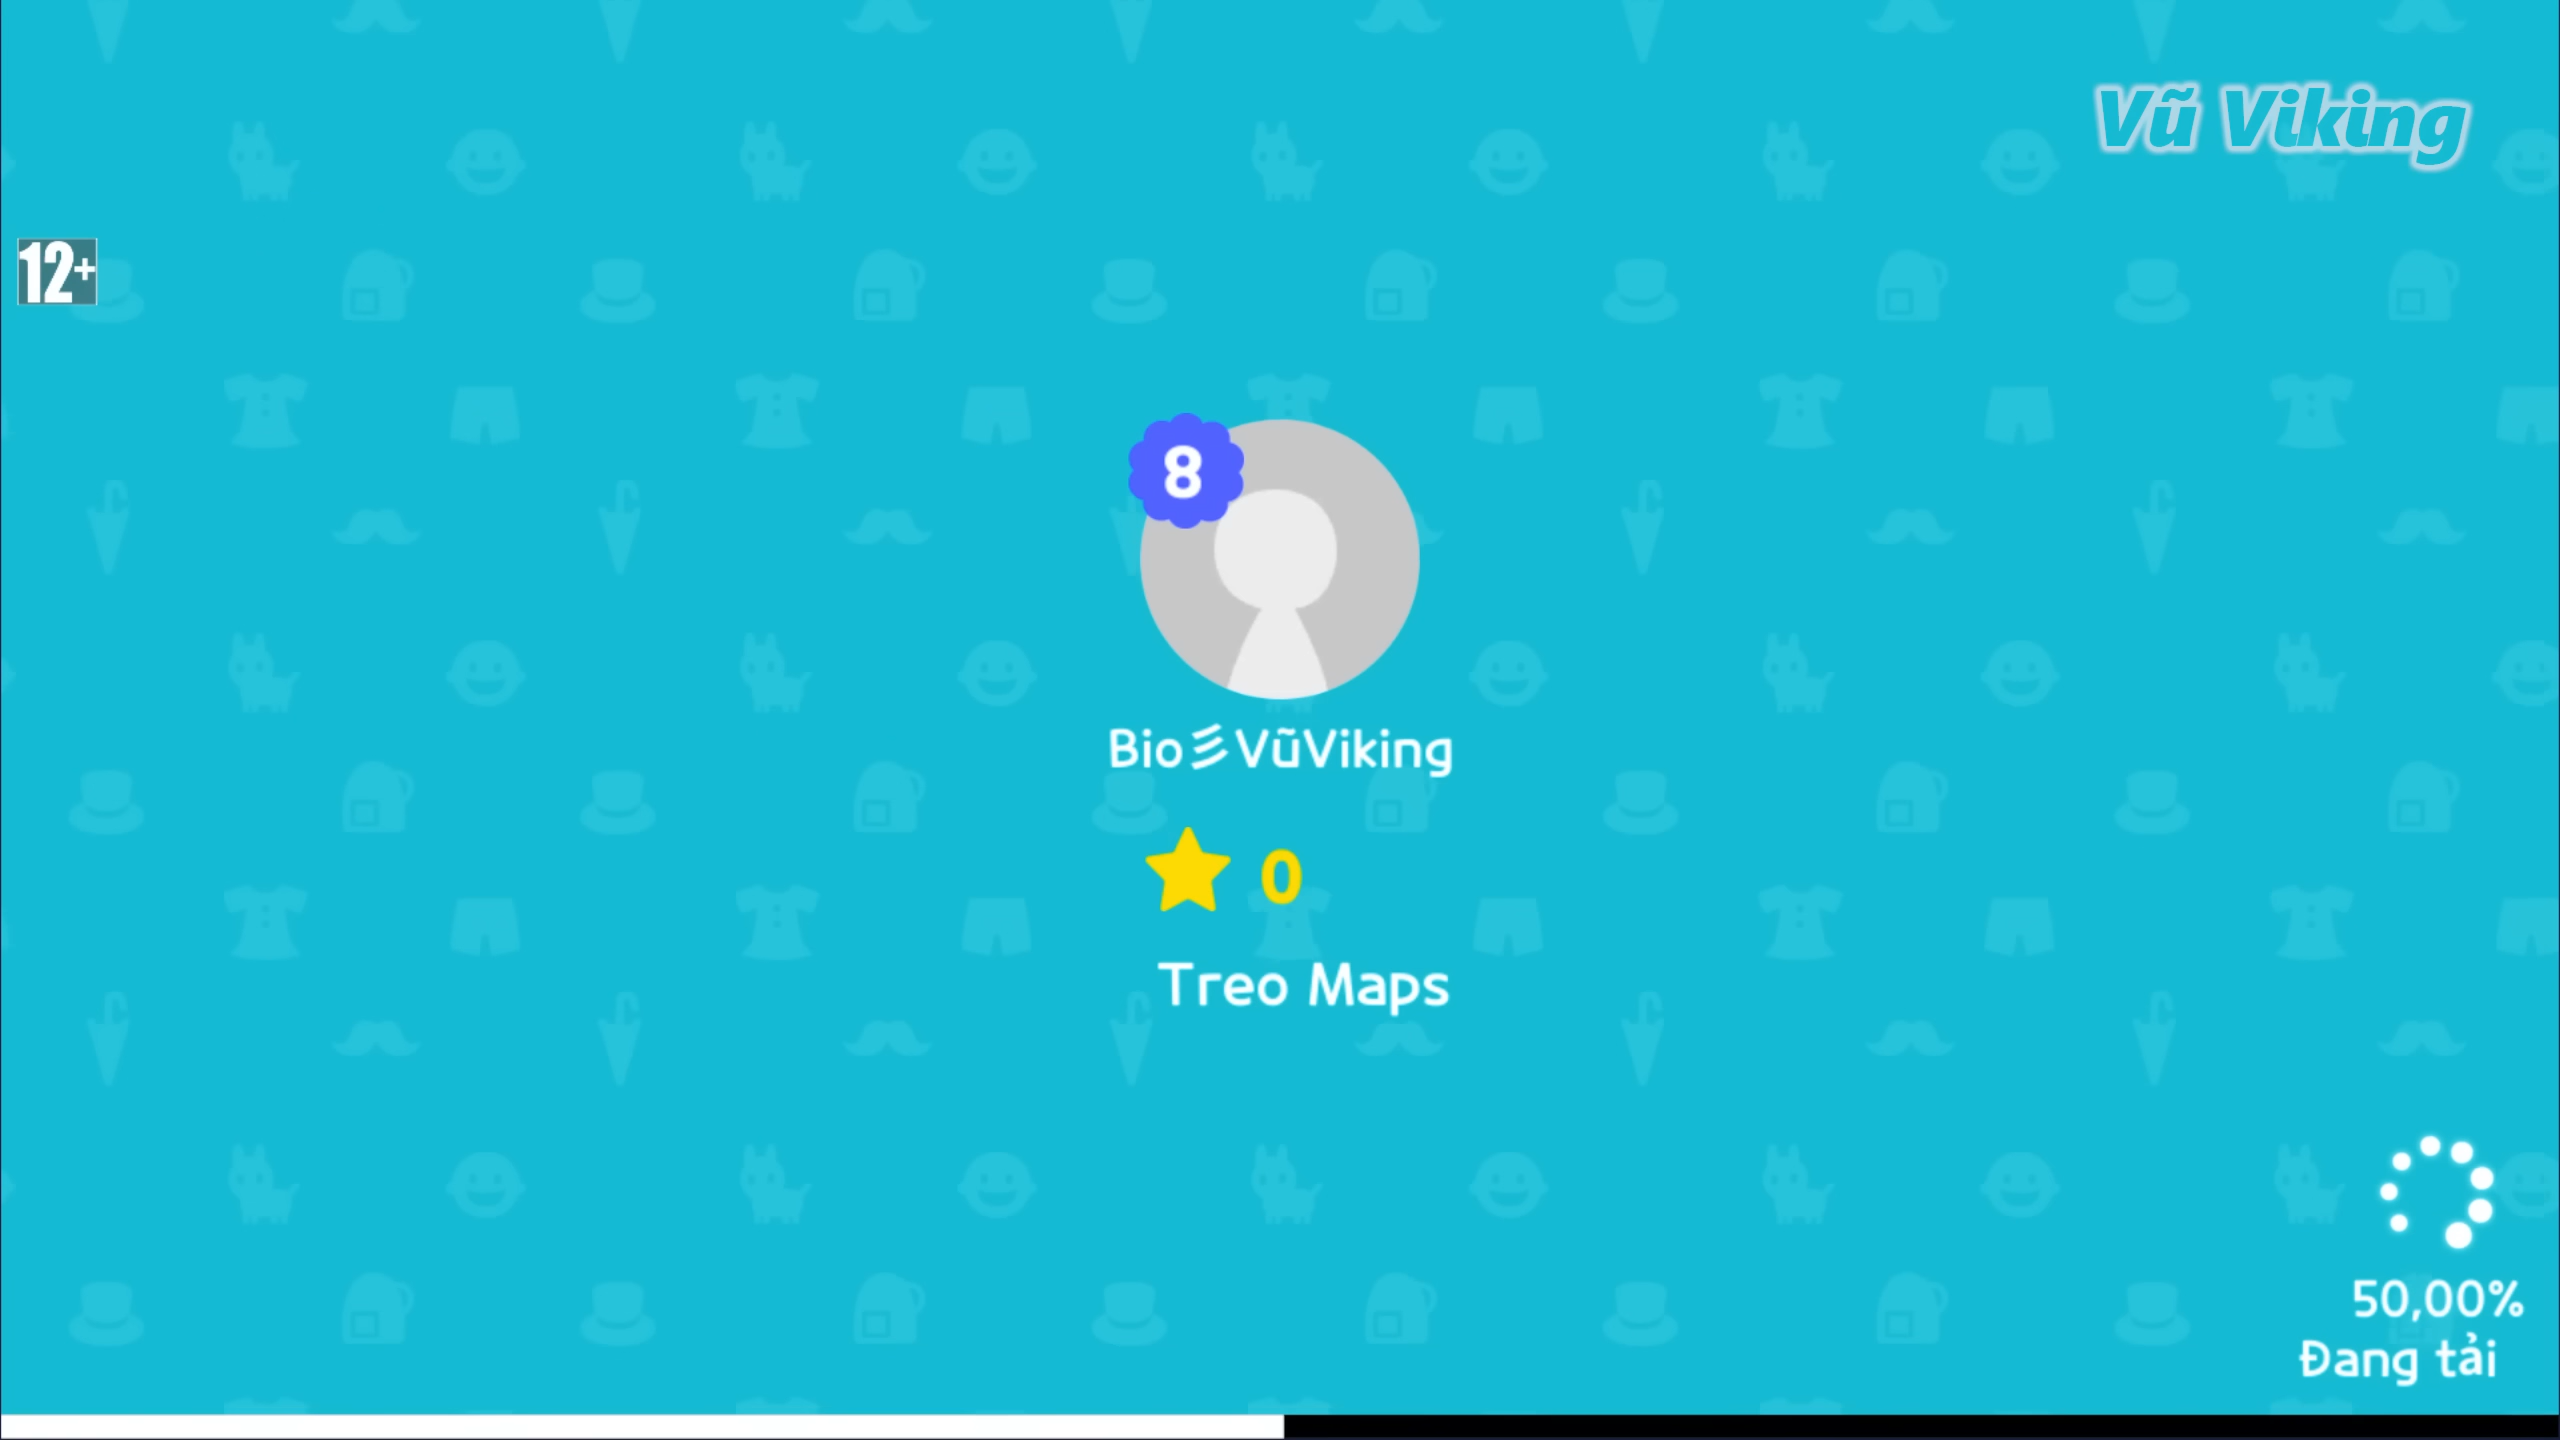 Vũ Viking
12+
8
Bio彡VũViking
0
Treo Maps
50,00%
Đang tải